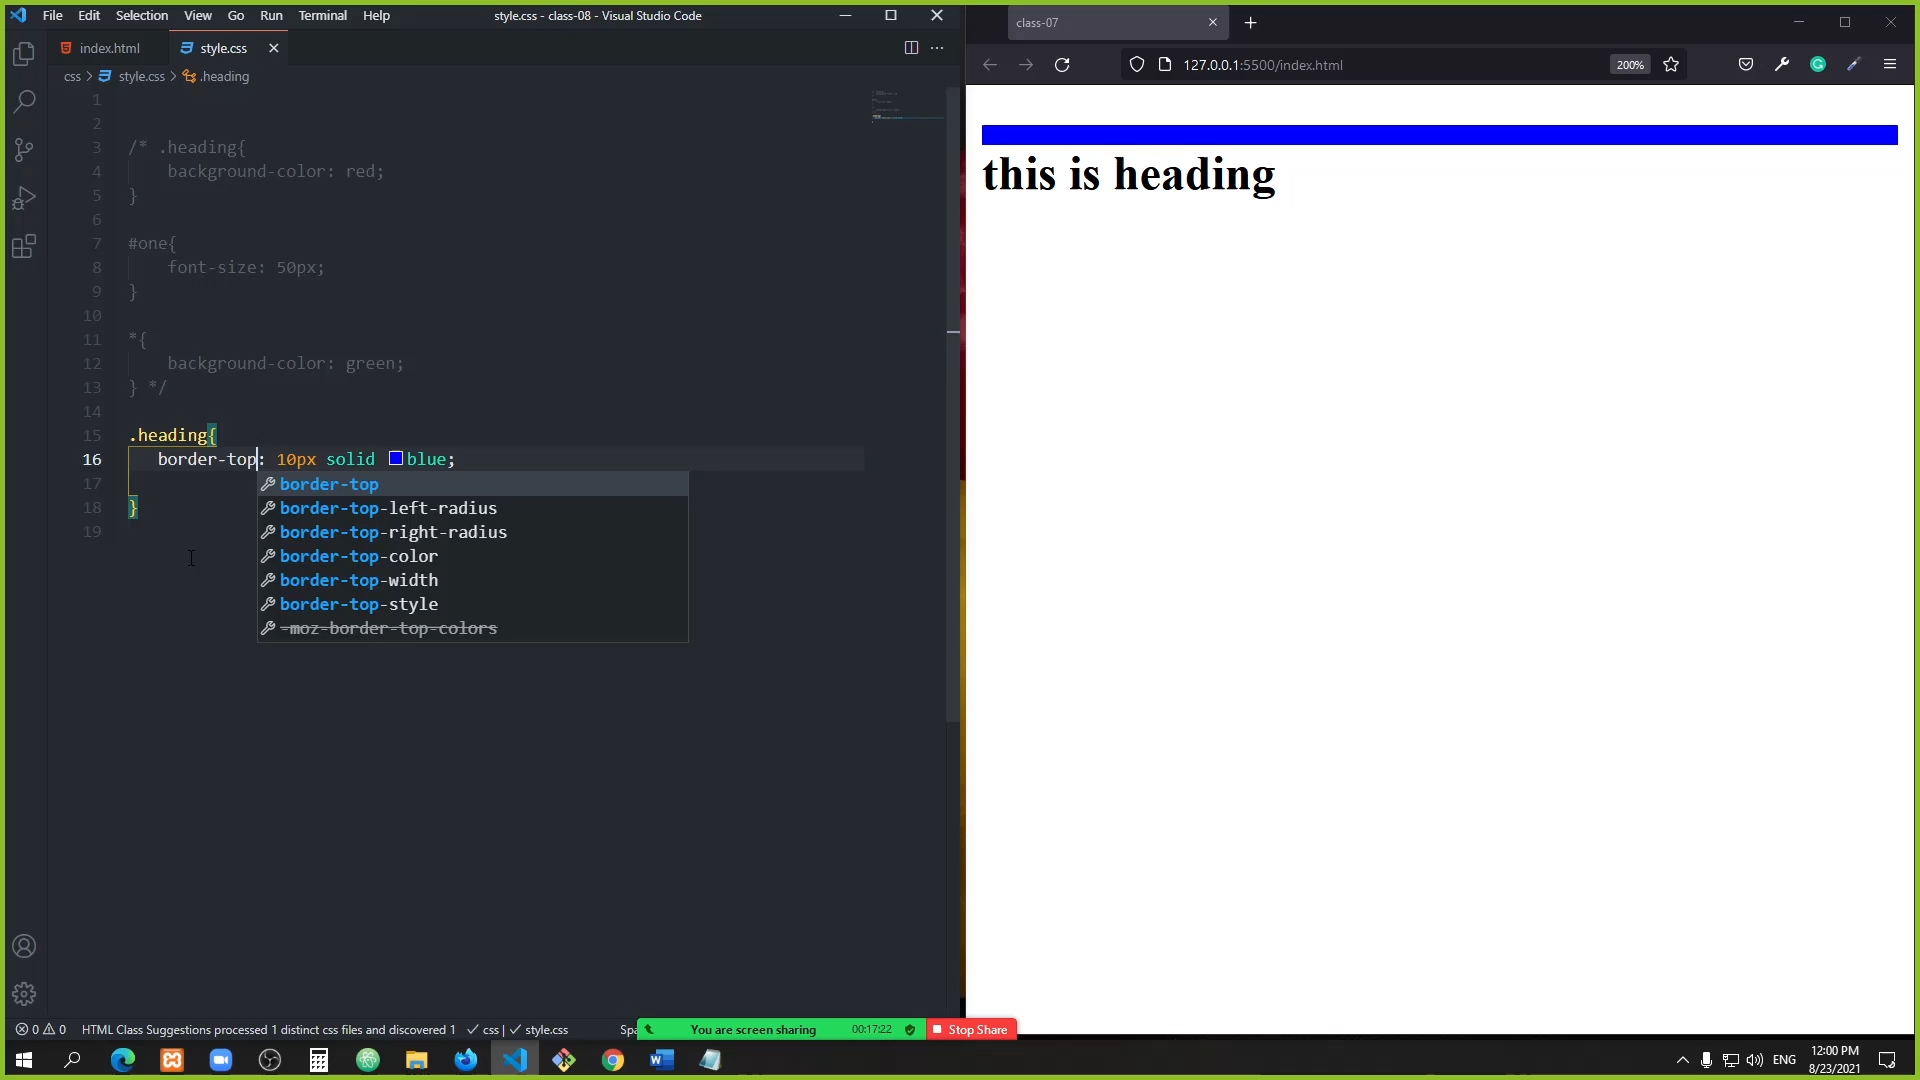 File Edit Selection View Go Run Terminal Help
style.css - class-08 - Visual Studio Code
index.html
style.css
css > style.css > .heading
1
2
3 /* .heading{
4 background-color: red;
5 }
6
7 #one{
8 font-size: 50px;
9 }
10
11 *{
12 background-color: green;
13 } */
14
15 .heading{
16 border-top: 10px solid blue;
17
18 }
19
border-top
border-top-left-radius
border-top-right-radius
border-top-color
border-top-width
border-top-style
-moz-border-top-colors
0 0 HTML Class Suggestions processed 1 distinct css files and discovered 1 css | style.css
You are screen sharing 00:17:22 Stop Share
class-07
127.0.0.1:5500/index.html 200%
this is heading
ENG
12:00 PM
8/23/2021